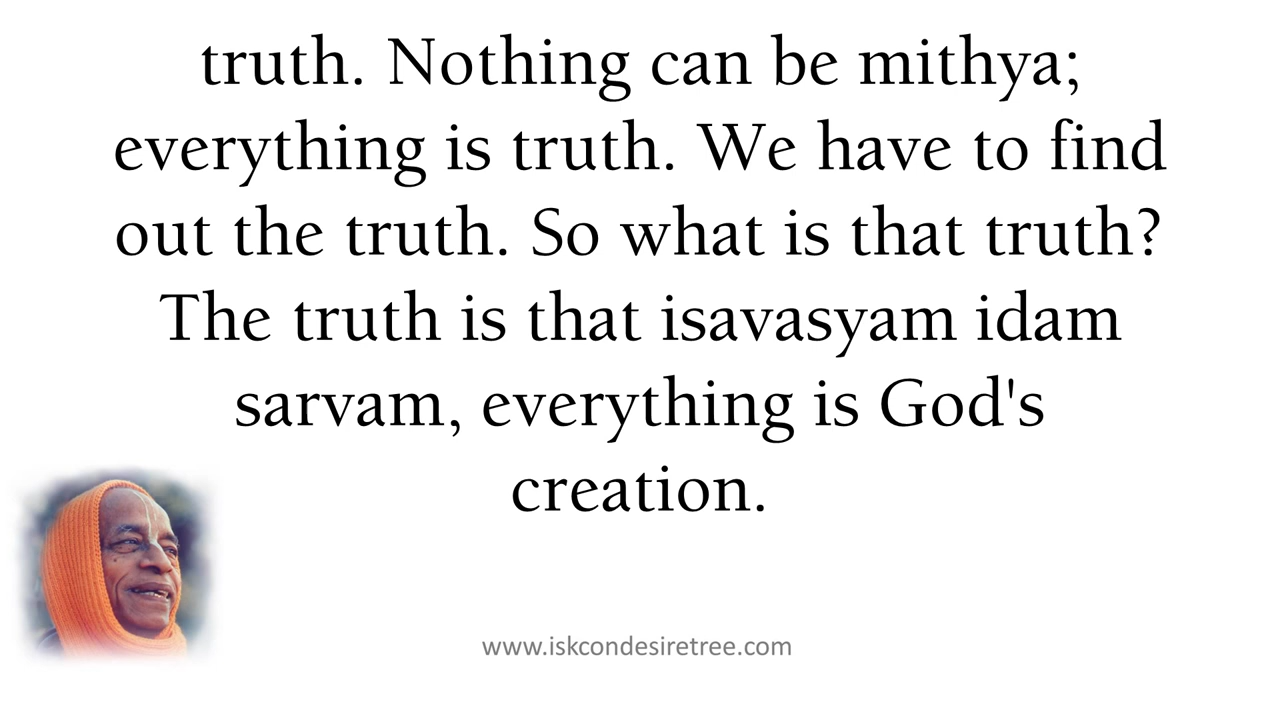 truth. Nothing can be mithya;
everything is truth. We have to find
out the truth. So what is that truth?
The truth is that isavasyam idam
sarvam, everything is God's
creation.
www.iskcondesiretree.com